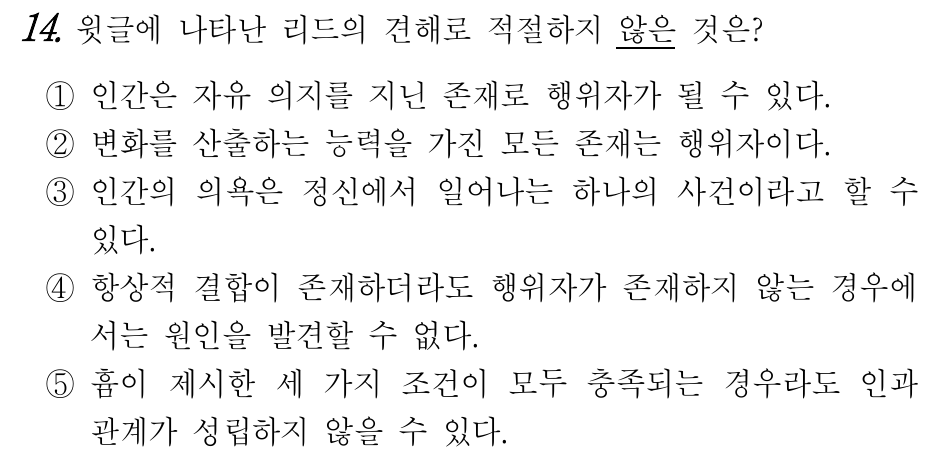 14. 윗글에 나타난 리드의 견해로 적절하지 않은 것은?
① 인간은 자유 의지를 지닌 존재로 행위자가 될 수 있다.
② 변화를 산출하는 능력을 가진 모든 존재는 행위자이다.
③ 인간의 의욕은 정신에서 일어나는 하나의 사건이라고 할 수
있다.
④ 항상적 결합이 존재하더라도 행위자가 존재하지 않는 경우에
서는 원인을 발견할 수 없다.
⑤ 흄이 제시한 세 가지 조건이 모두 충족되는 경우라도 인과
관계가 성립하지 않을 수 있다.